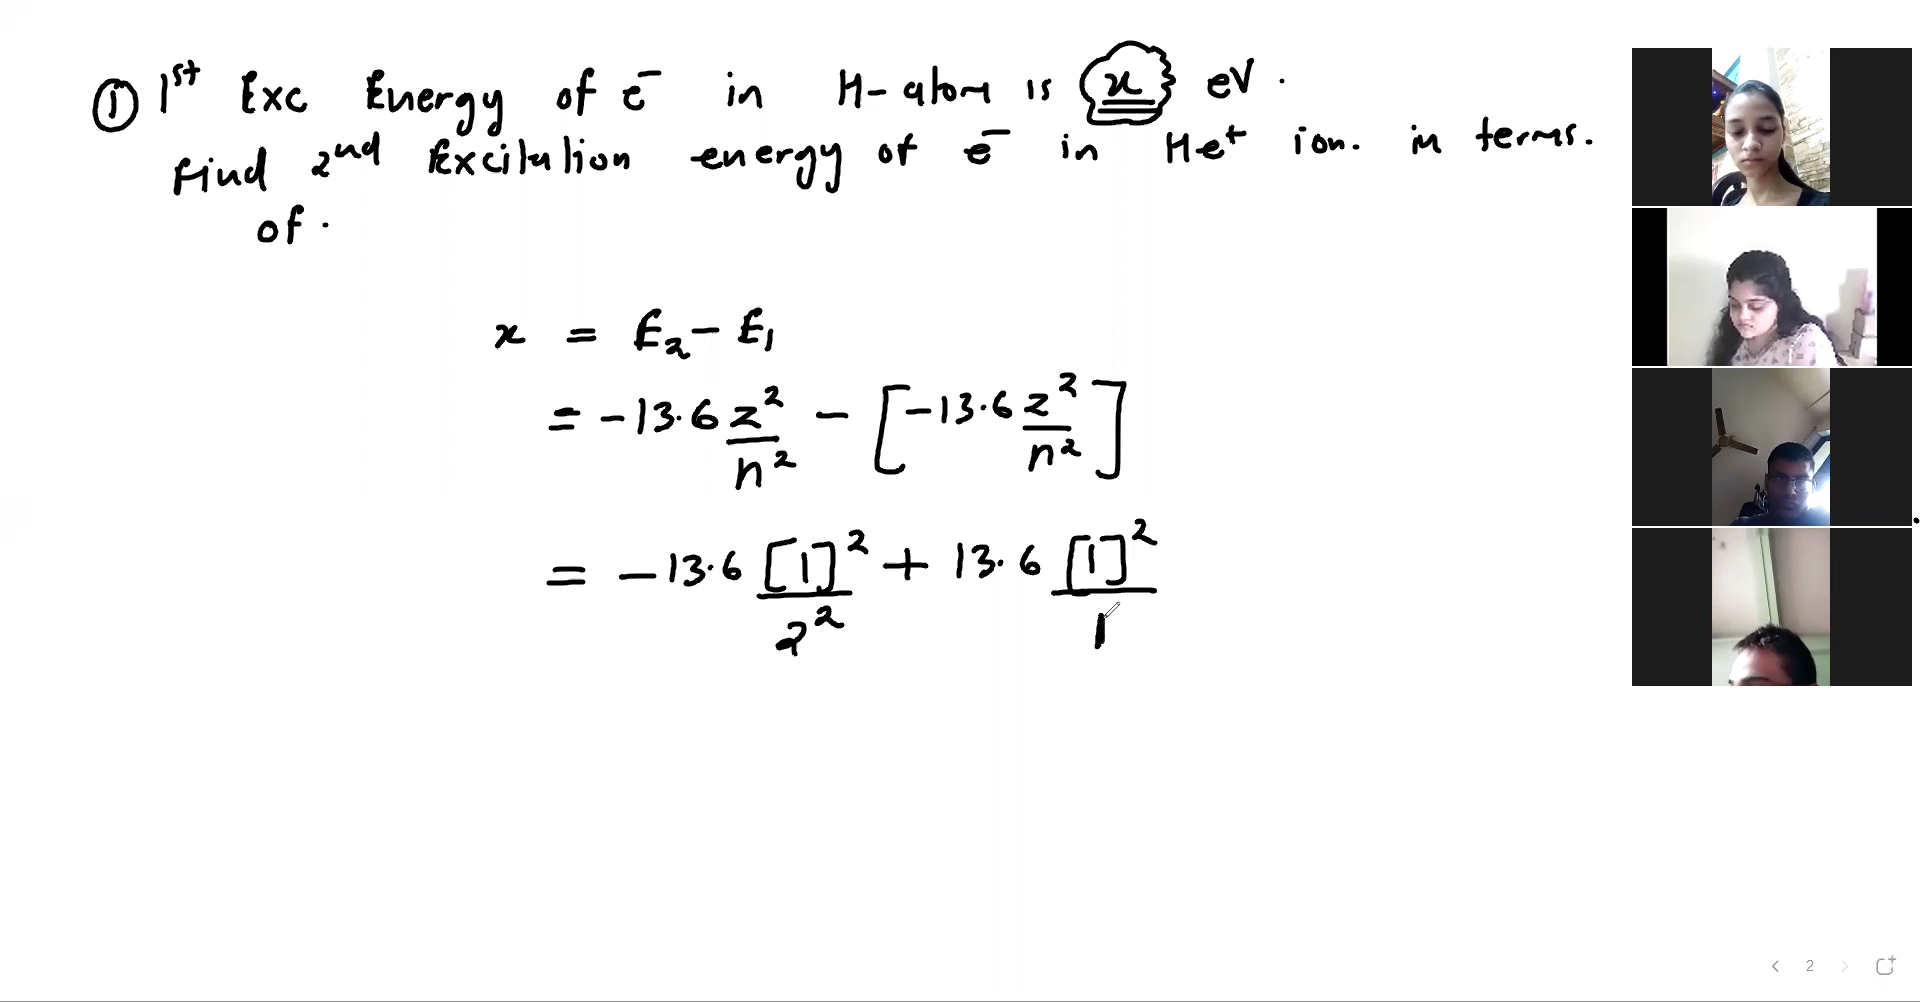 ① 1st Exc Energy of e⁻ in H-atom is x eV.
Find 2nd Excitation energy of e⁻ in He⁺ ion. in terms.
of.
x = E₂ - E₁
= -13.6 z²/n² - [-13.6 z²/n²]
= -13.6 [1]²/2² + 13.6 [1]²/1
2